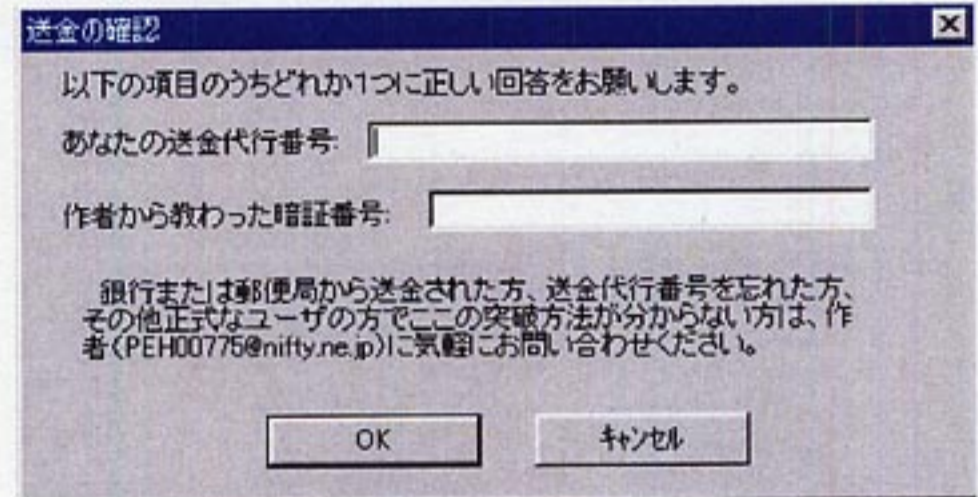 送金の確認
以下の項目のうちどれか1つに正しい回答をお願いします。
あなたの送金代行番号:
作者から教わった暗証番号:
銀行または郵便局から送金された方、送金代行番号を忘れた方、
その他正式なユーザの方でここの突破方法が分からない方は、作
者(PEH00775@nifty.ne.jp)に気軽にお問い合わせください。
OK キャンセル